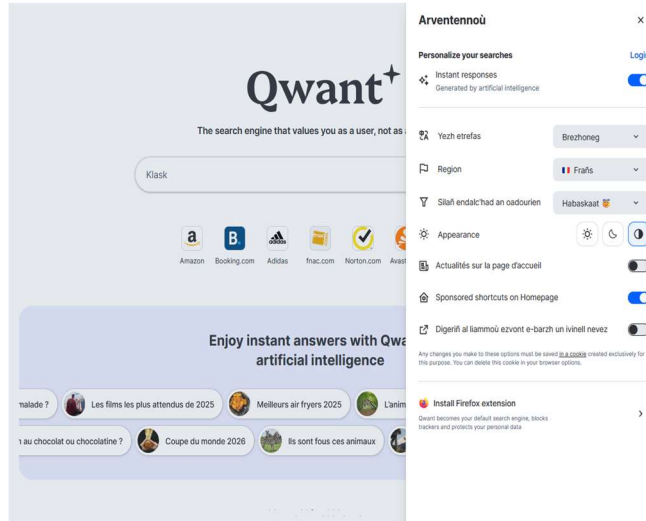 Qwant
The search engine that values you as a user, not as
Klask
Amazon
Booking.com
Adidas
fnac.com
Norton.com
Avast
Enjoy instant answers with Qwa
artificial intelligence
malade ?
Les films les plus attendus de 2025
Meilleurs air fryers 2025
L'anim
au chocolat ou chocolatine ?
Coupe du monde 2026
Ils sont fous ces animaux
Arventennoù
Personalize your searches
Login
Instant responses
Generated by artificial intelligence
Yezh etrefas
Brezhoneg
Region
Frañs
Silañ endalc'had an oadourien
Habaskaat
Appearance
Actualités sur la page d'accueil
Sponsored shortcuts on Homepage
Digeriñ al liammoù ezvont e-barzh un ivinell nevez
Any changes you make to these options must be saved in a cookie created exclusively for
this purpose. You can delete this cookie in your browser options.
Install Firefox extension
Qwant becomes your default search engine, blocks
trackers and protects your personal data